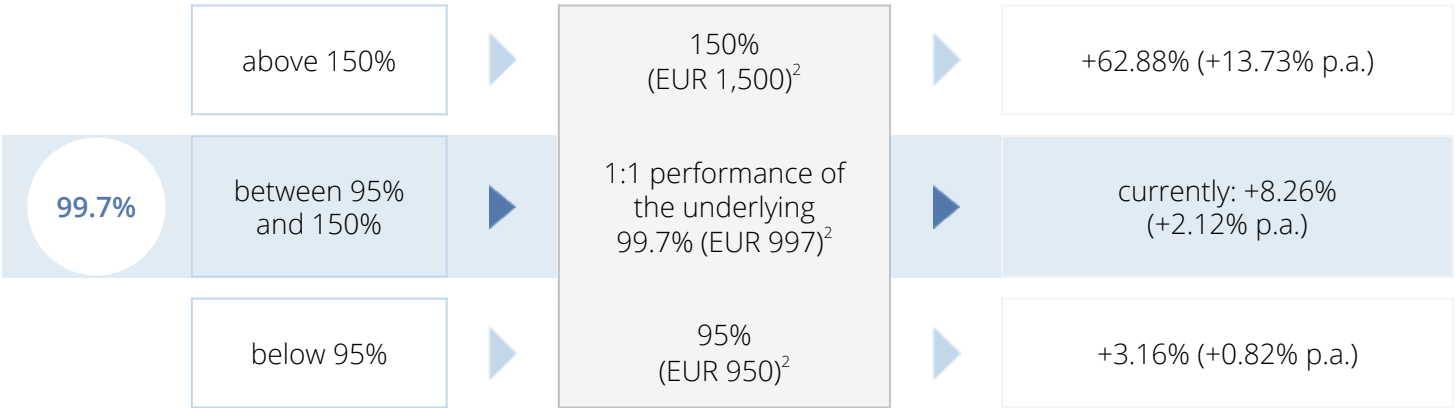 above 150%
150%
(EUR 1,500)²
+62.88% (+13.73% p.a.)
99.7%
between 95%
and 150%
1:1 performance of
the underlying
99.7% (EUR 997)²
currently: +8.26%
(+2.12% p.a.)
below 95%
95%
(EUR 950)²
+3.16% (+0.82% p.a.)